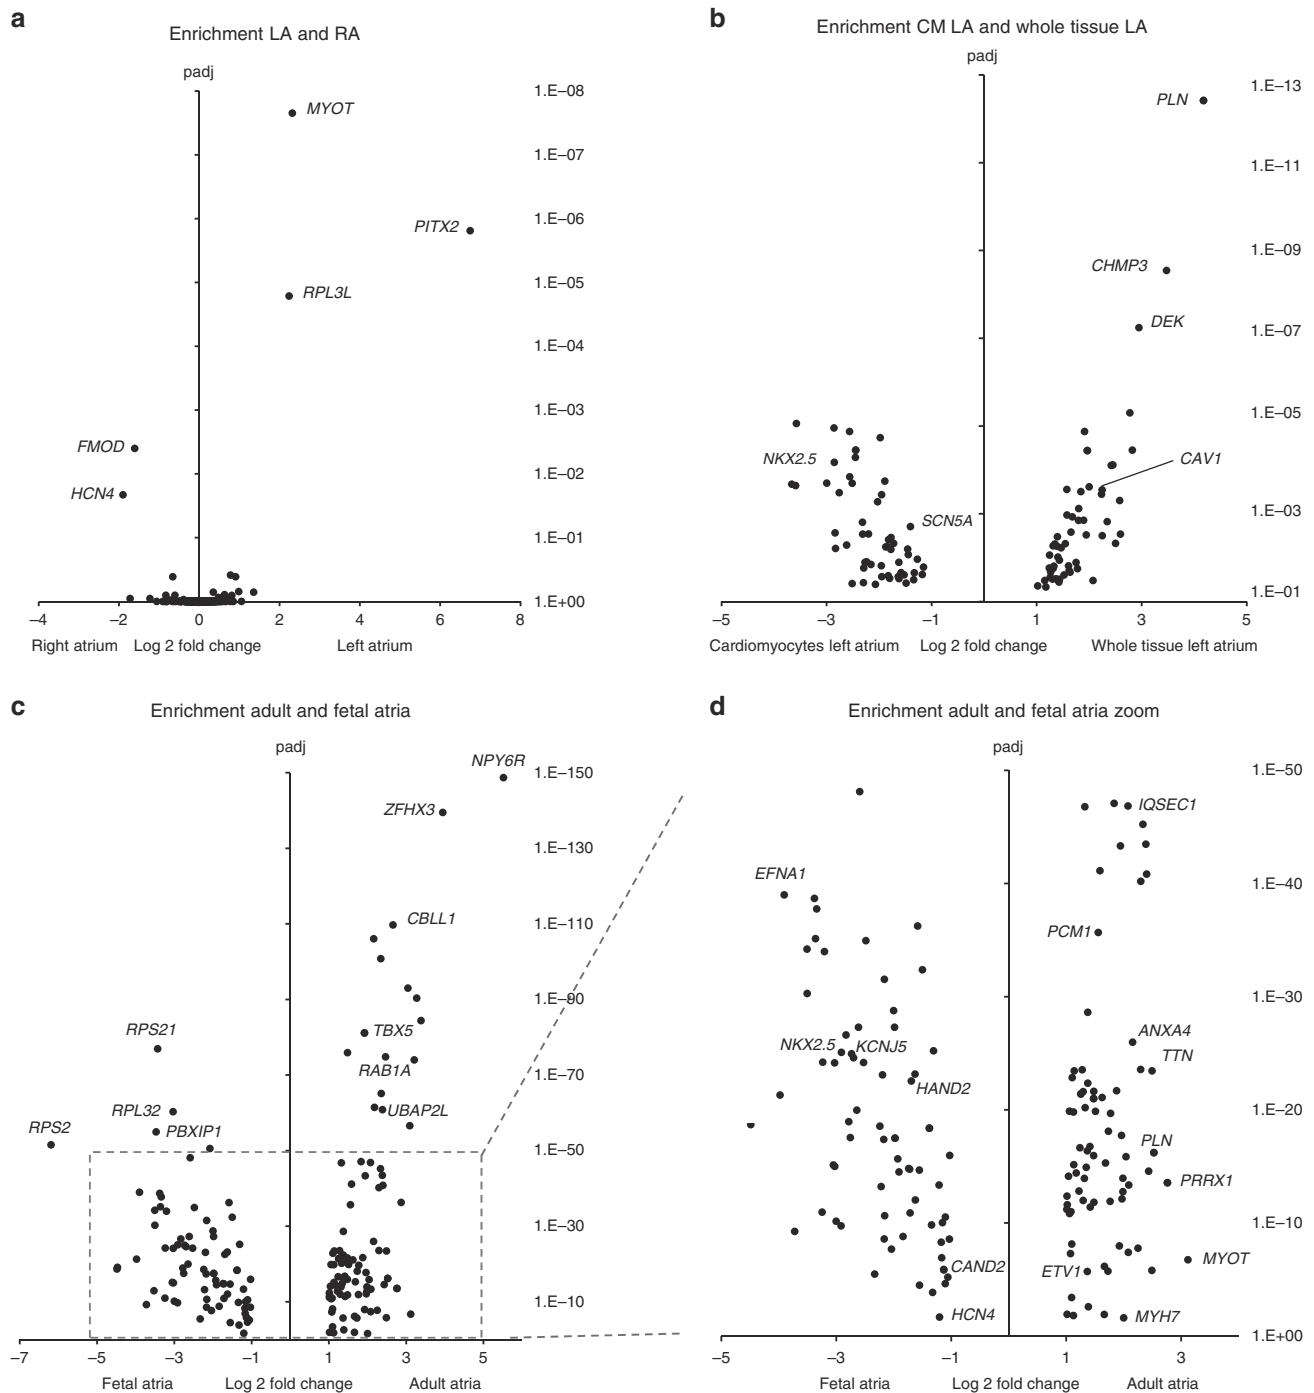 a
Enrichment LA and RA
padj
1.E–08
MYOT
1.E–07
1.E–06
PITX2
1.E–05
RPL3L
1.E–04
1.E–03
FMOD
1.E–02
HCN4
1.E–01
1.E+00
–4 –2 0 2 4 6 8
Right atrium Log 2 fold change Left atrium
b
Enrichment CM LA and whole tissue LA
padj
1.E–13
PLN
1.E–11
1.E–09
CHMP3
DEK
1.E–07
1.E–05
NKX2.5
CAV1
1.E–03
SCN5A
1.E–01
–5 –3 –1 1 3 5
Cardiomyocytes left atrium Log 2 fold change Whole tissue left atrium
c
Enrichment adult and fetal atria
padj
NPY6R
1.E–150
ZFHX3
1.E–130
CBLL1
1.E–110
1.E–90
RPS21
TBX5
RAB1A
1.E–70
RPL32
UBAP2L
RPS2
PBXIP1
1.E–50
1.E–30
1.E–10
–7 –5 –3 –1 1 3 5
Fetal atria Log 2 fold change Adult atria
d
Enrichment adult and fetal atria zoom
padj
1.E–50
IQSEC1
EFNA1
1.E–40
PCM1
1.E–30
ANXA4
NKX2.5 KCNJ5
TTN
HAND2
1.E–20
PLN
PRRX1
1.E–10
MYOT
CAND2
ETV1
HCN4
MYH7
1.E+00
–5 –3 –1 1 3
Fetal atria Log 2 fold change Adult atria